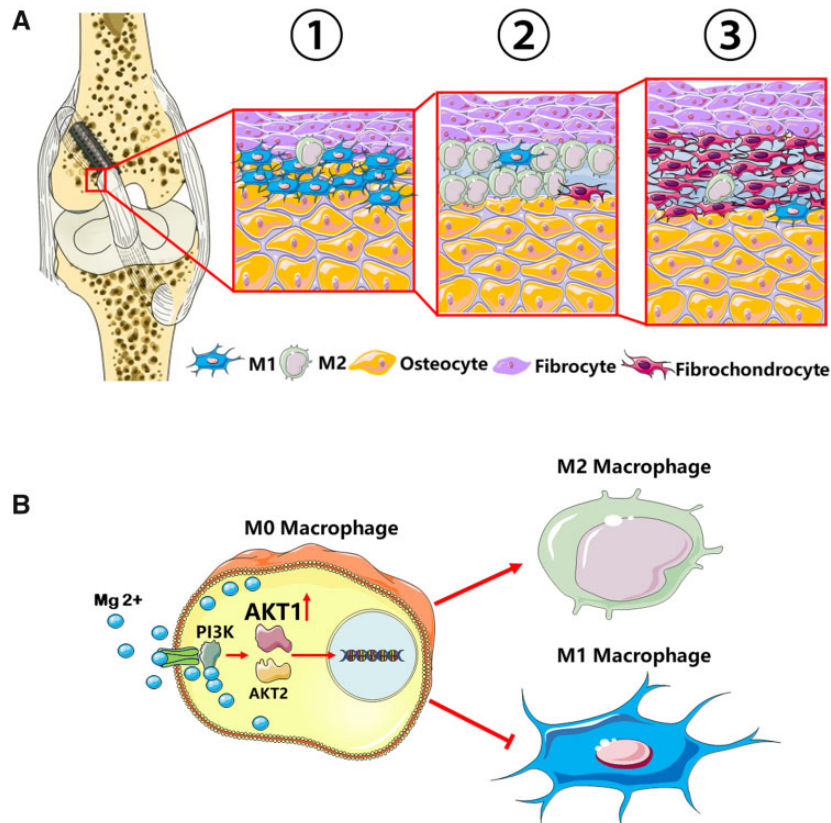 A
① ② ③
M1 M2 Osteocyte Fibrocyte Fibrochondrocyte
B
M2 Macrophage
M0 Macrophage
Mg 2+
AKT1
PI3K
AKT2
M1 Macrophage